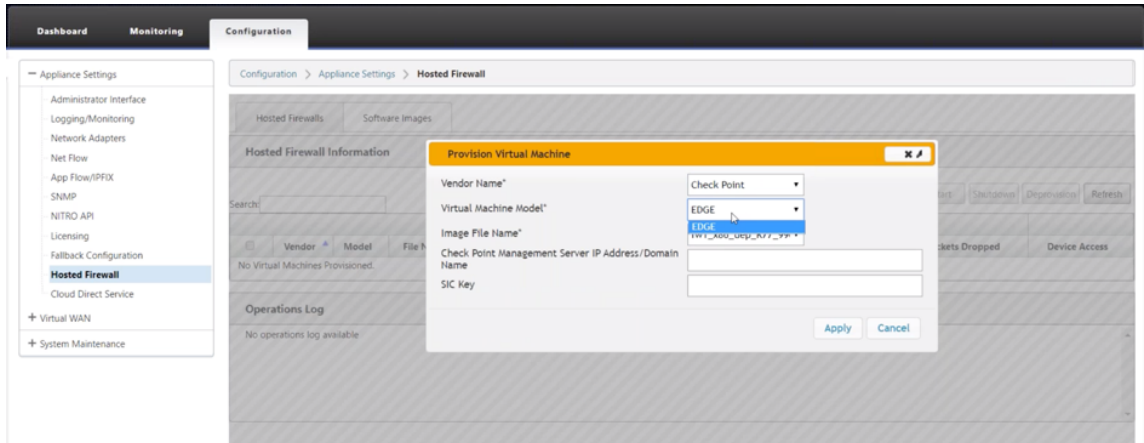 Dashboard Monitoring Configuration
Appliance Settings
Administrator Interface
Logging/Monitoring
Network Adapters
Net Flow
App Flow/IPFIX
SNMP
NITRO API
Licensing
Fallback Configuration
Hosted Firewall
Cloud Direct Service
Virtual WAN
System Maintenance
Configuration > Appliance Settings > Hosted Firewall
Hosted Firewalls Software Images
Hosted Firewall Information
Search: Shutdown Deprovision Refresh
Vendor Model File N ckets Dropped Device Access
No Virtual Machines Provisioned.
Operations Log
No operations log available
Provision Virtual Machine
Vendor Name* Check Point
Virtual Machine Model* EDGE
EDGE
Image File Name*
Check Point Management Server IP Address/Domain
Name
SIC Key
Apply Cancel